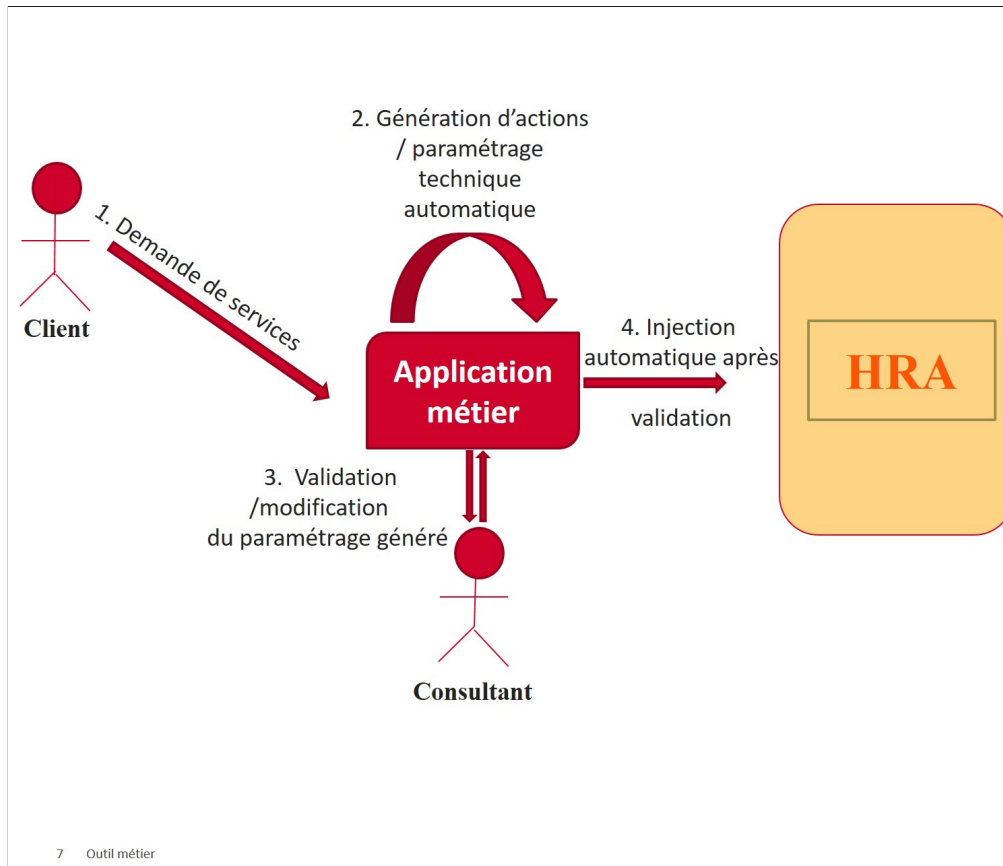 2. Génération d’actions
/ paramétrage
technique
automatique
1. Demande de services
Client
Application
métier
4. Injection
automatique après
validation
HRA
3. Validation
/modification
du paramétrage généré
Consultant
7 Outil métier